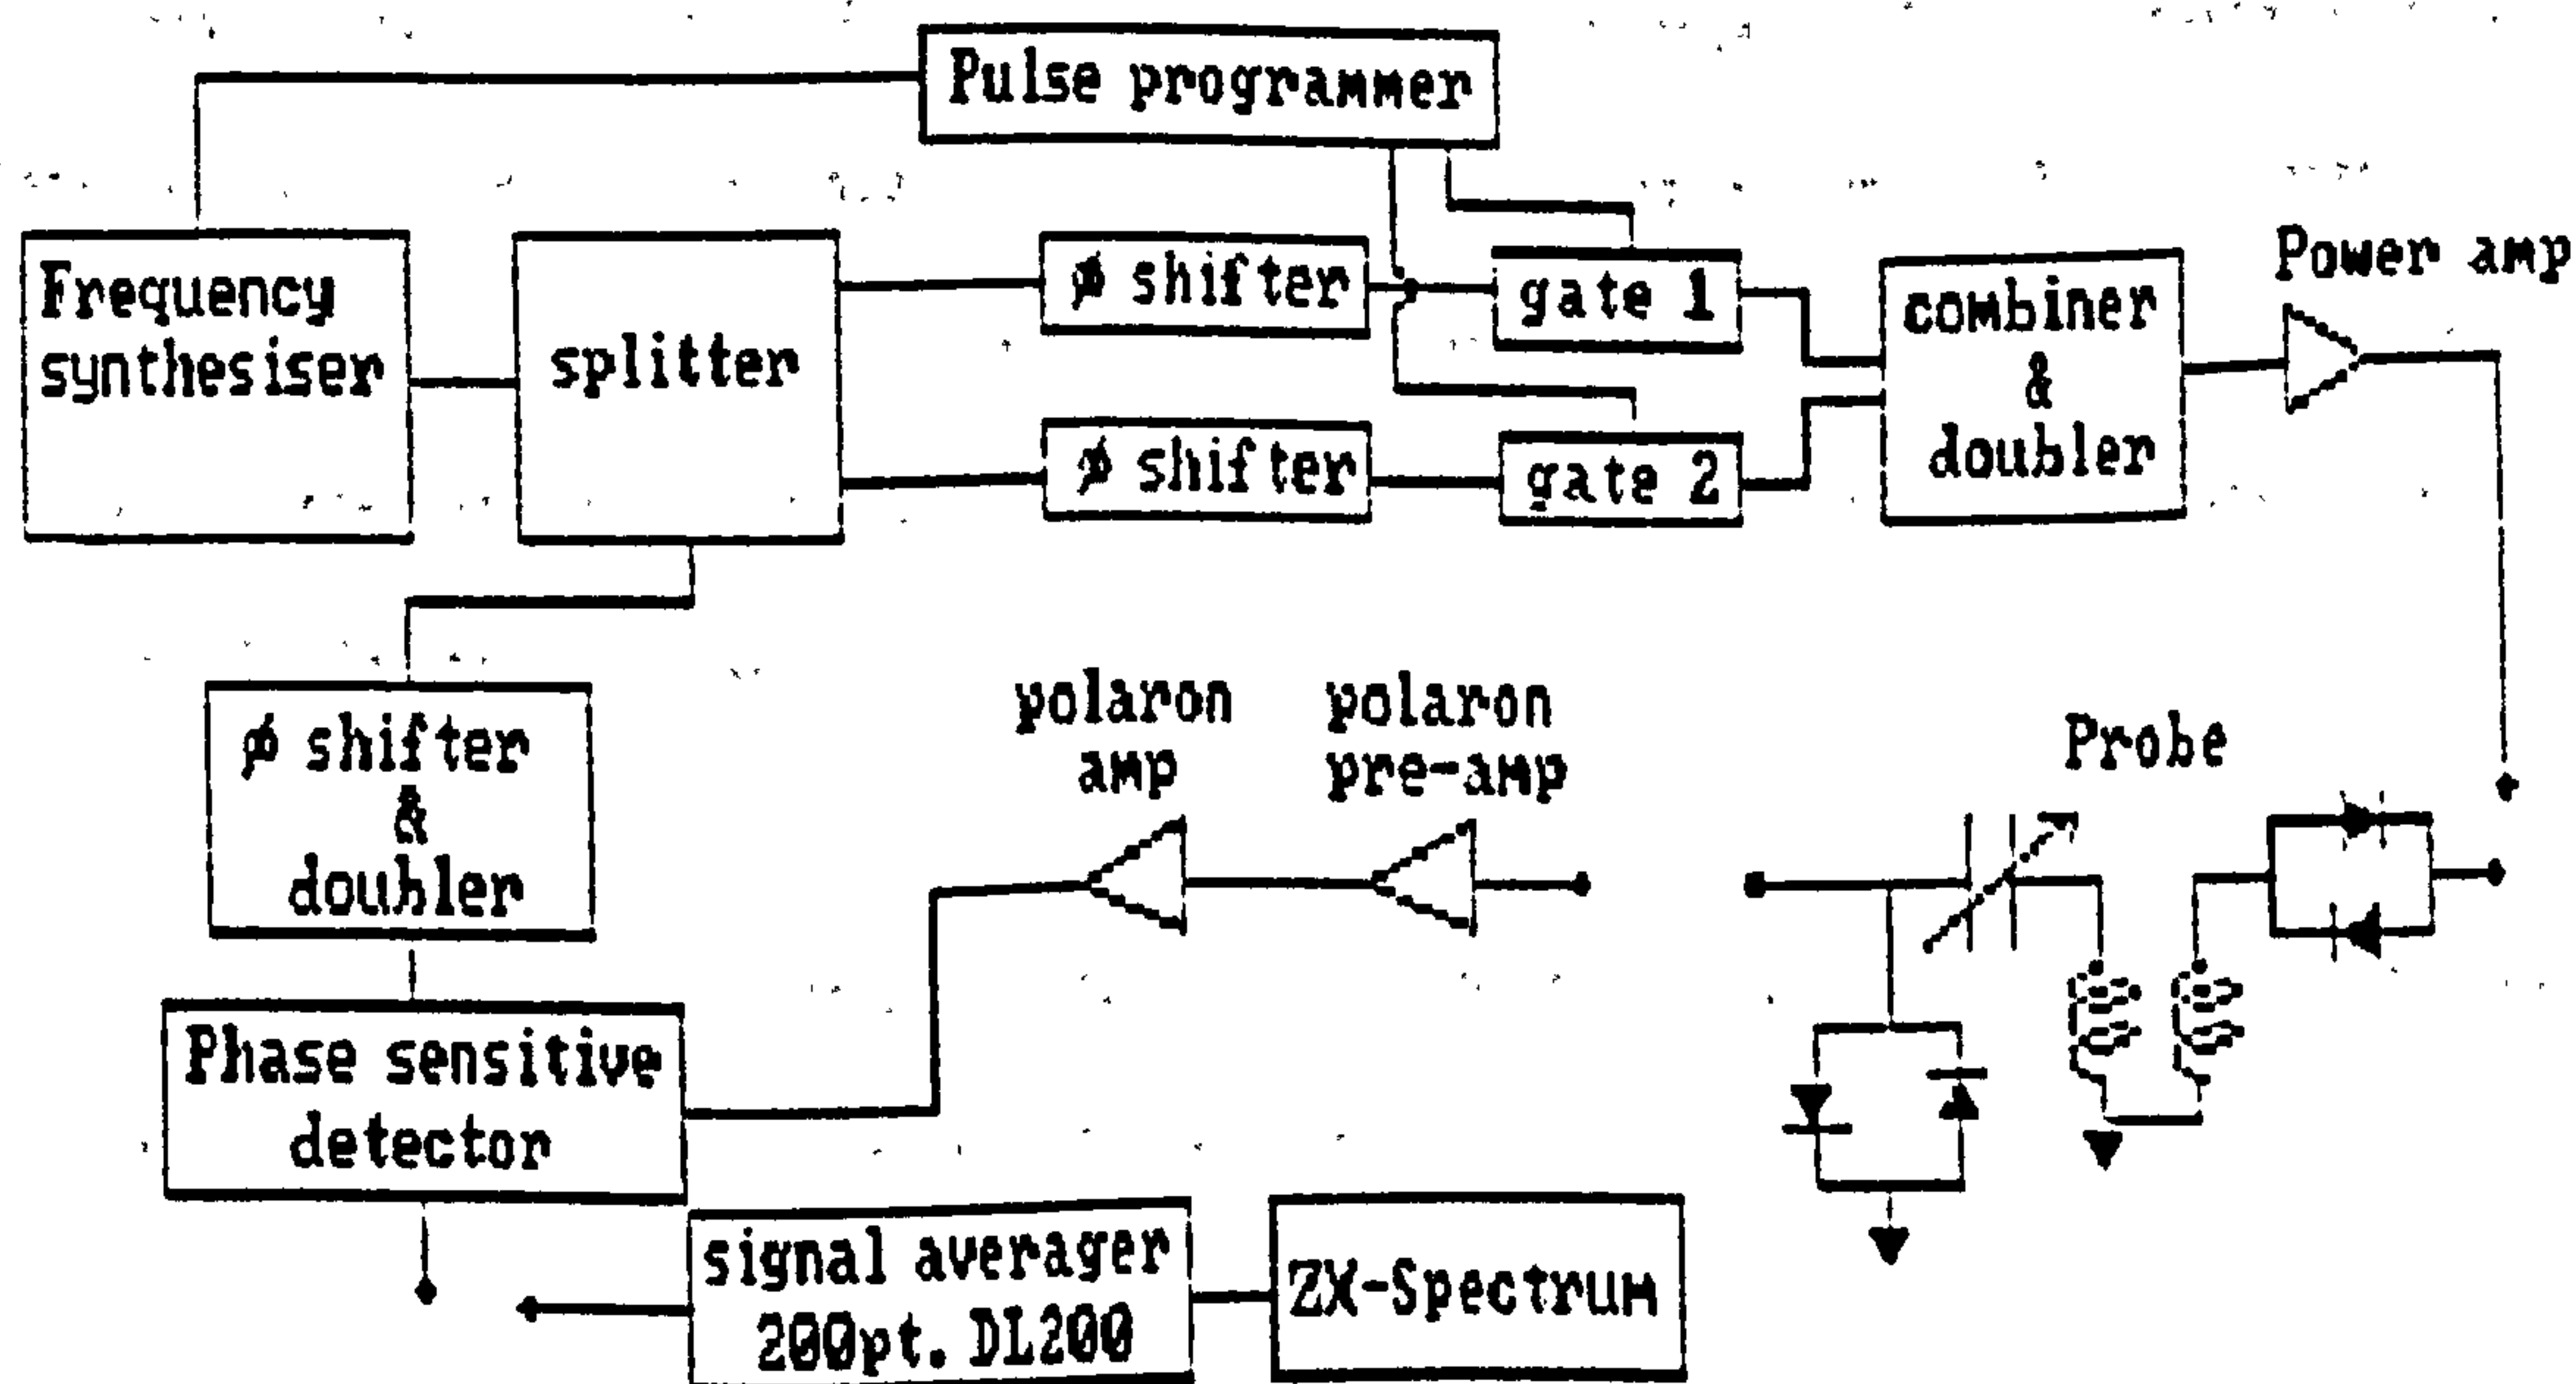 Pulse programmer
Frequency
synthesiser
splitter
ø shifter
gate 1
combiner
&
doubler
Power amp
ø shifter
gate 2
ø shifter
&
doubler
polaron
amp
polaron
pre-amp
Probe
Phase sensitive
detector
signal averager
200pt. DL200
ZX-Spectrum